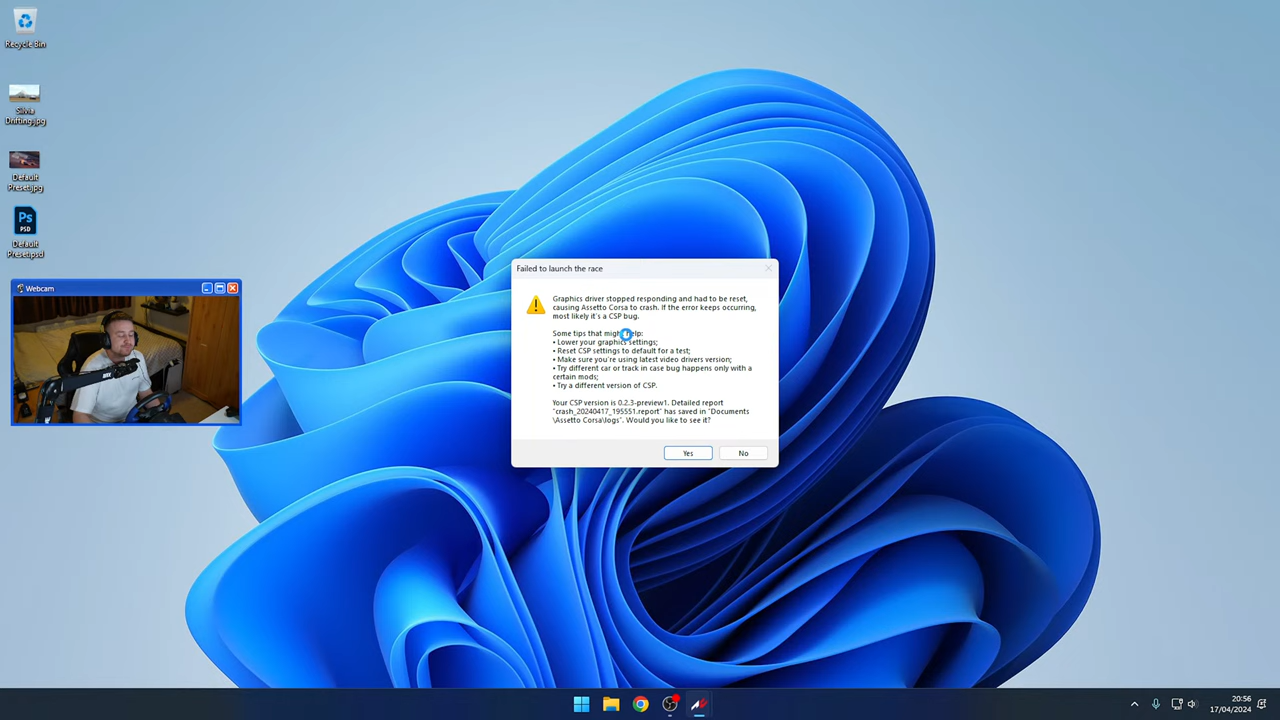 Recycle Bin
Silvia
Drifting.jpg
Default
Preset.jpg
Ps
PSD
Default
Preset.psd
Webcam
Failed to launch the race
Graphics driver stopped responding and had to be reset,
causing Assetto Corsa to crash. If the error keeps occurring,
most likely it's a CSP bug.
Some tips that might help:
• Lower your graphics settings;
• Reset CSP settings to default for a test;
• Make sure you're using latest video drivers version;
• Try different car or track in case bug happens only with a
certain mods;
• Try a different version of CSP.
Your CSP version is 0.2.3-preview1. Detailed report
"crash_20240417_195551.report" has saved in "Documents
\Assetto Corsa\logs". Would you like to see it?
Yes
No
20:56
17/04/2024